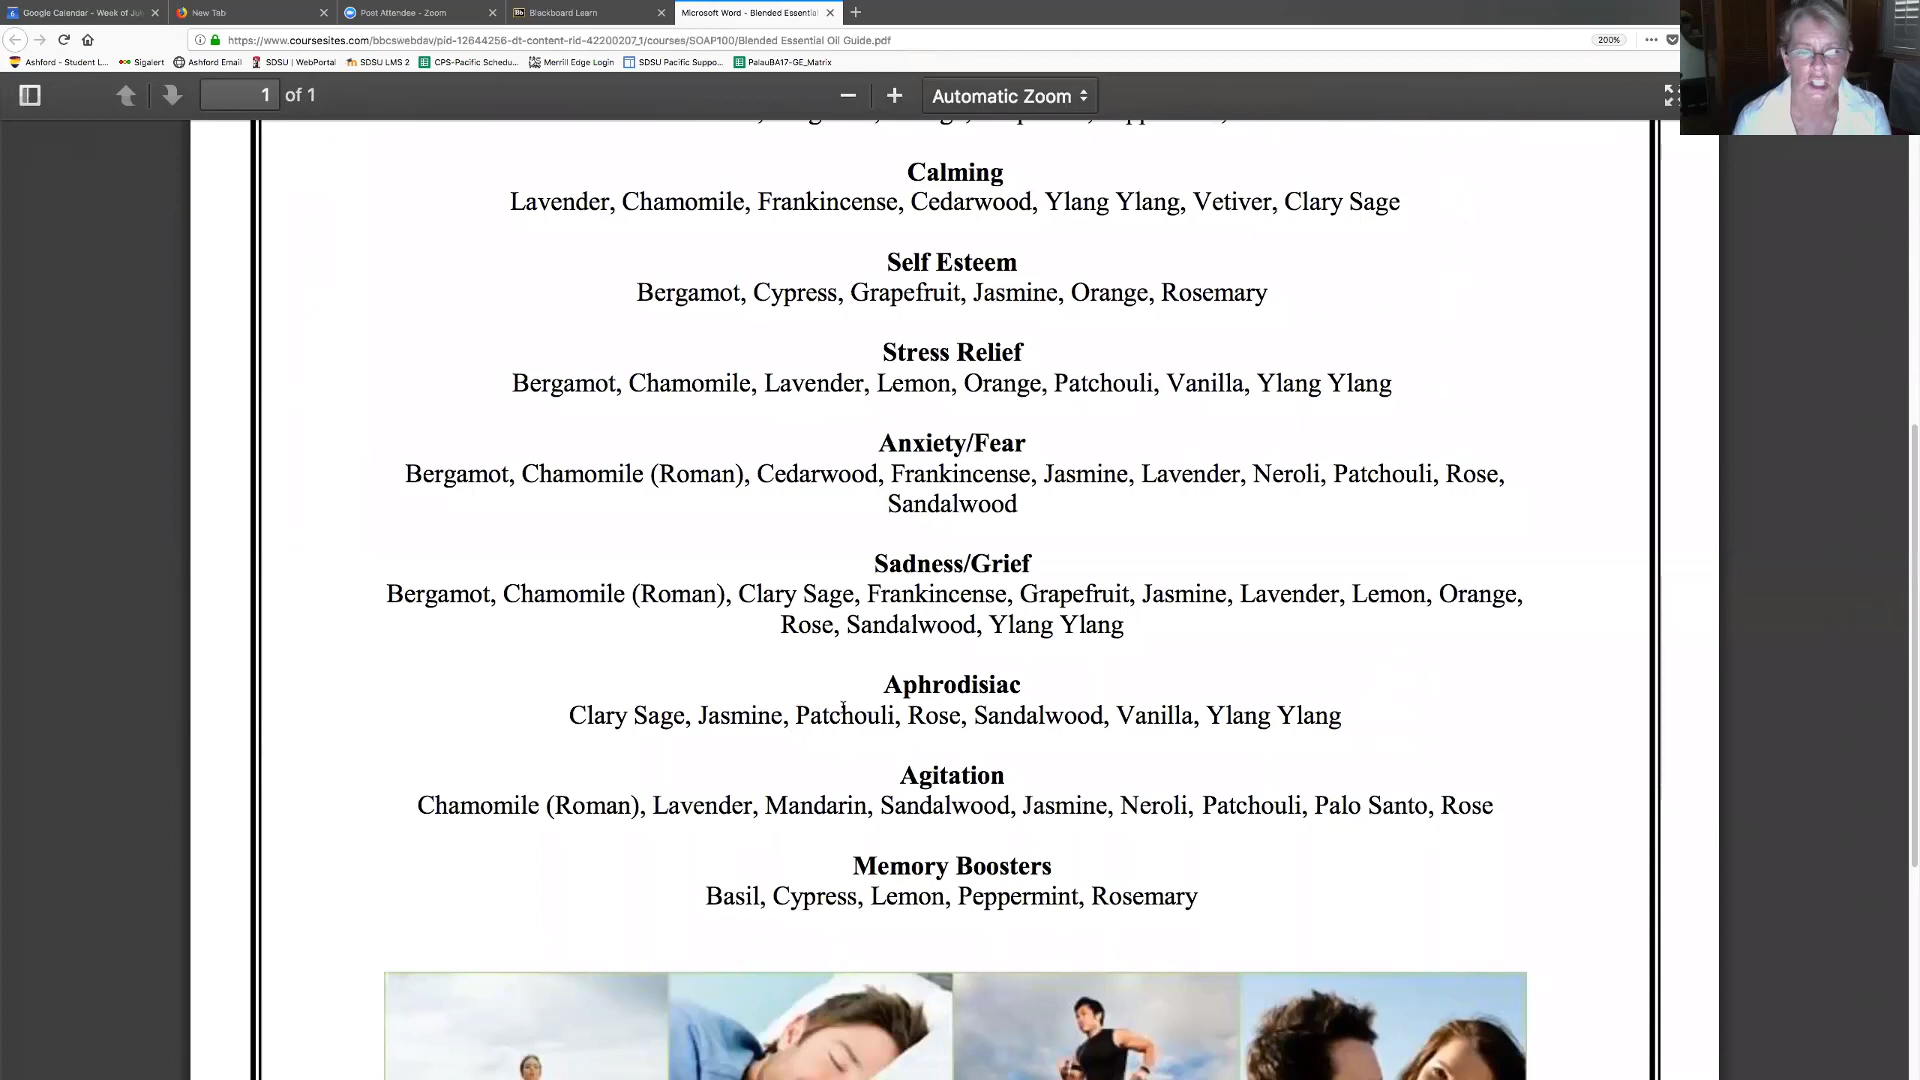 Google Calendar - Week of Jul
New Tab
Post Attendee - Zoom
Blackboard Learn
Microsoft Word - Blended Essential
https://www.coursesites.com/bbcswebdav/pid-12644256-dt-content-rid-42200207_1/courses/SOAP100/Blended Essential Oil Guide.pdf
200%
Ashford - Student L...
Sigalert
Ashford Email
SDSU | WebPortal
SDSU LMS 2
CPS-Pacific Schedu...
Merrill Edge Login
SDSU Pacific Suppo...
PalauBA17-GE_Matrix
1 of 1
Automatic Zoom
Calming
Lavender, Chamomile, Frankincense, Cedarwood, Ylang Ylang, Vetiver, Clary Sage
Self Esteem
Bergamot, Cypress, Grapefruit, Jasmine, Orange, Rosemary
Stress Relief
Bergamot, Chamomile, Lavender, Lemon, Orange, Patchouli, Vanilla, Ylang Ylang
Anxiety/Fear
Bergamot, Chamomile (Roman), Cedarwood, Frankincense, Jasmine, Lavender, Neroli, Patchouli, Rose,
Sandalwood
Sadness/Grief
Bergamot, Chamomile (Roman), Clary Sage, Frankincense, Grapefruit, Jasmine, Lavender, Lemon, Orange,
Rose, Sandalwood, Ylang Ylang
Aphrodisiac
Clary Sage, Jasmine, Patchouli, Rose, Sandalwood, Vanilla, Ylang Ylang
Agitation
Chamomile (Roman), Lavender, Mandarin, Sandalwood, Jasmine, Neroli, Patchouli, Palo Santo, Rose
Memory Boosters
Basil, Cypress, Lemon, Peppermint, Rosemary